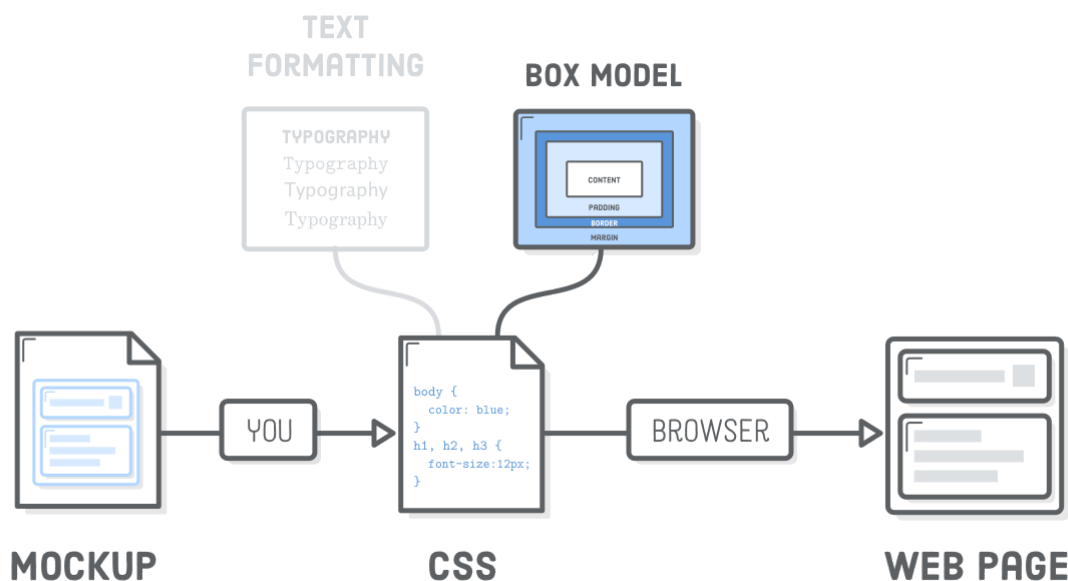 TEXT
FORMATTING
BOX MODEL
TYPOGRAPHY
Typography
Typography
Typography
CONTENT
PADDING
BORDER
MARGIN
body {
color: blue;
}
h1, h2, h3 {
font-size:12px;
}
YOU
BROWSER
MOCKUP
CSS
WEB PAGE